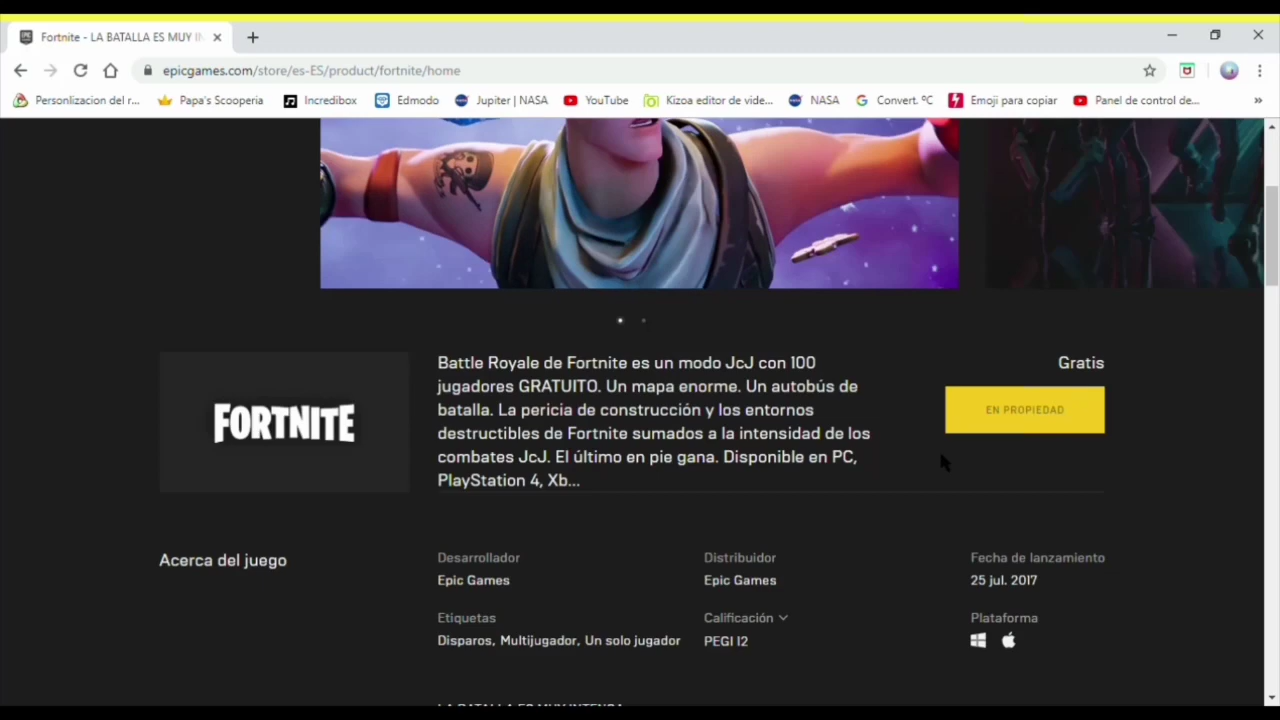 Fortnite - LA BATALLA ES MUY IN
epicgames.com/store/es-ES/product/fortnite/home
Personlizacion del r...
Papa's Scooperia
Incredibox
Edmodo
Jupiter | NASA
YouTube
Kizoa editor de vide...
NASA
Convert. ºC
Emoji para copiar
Panel de control de...
Gratis
Battle Royale de Fortnite es un modo JcJ con 100
jugadores GRATUITO. Un mapa enorme. Un autobús de
batalla. La pericia de construcción y los entornos
destructibles de Fortnite sumados a la intensidad de los
combates JcJ. El último en pie gana. Disponible en PC,
PlayStation 4, Xb...
FORTNITE
EN PROPIEDAD
Acerca del juego
Desarrollador
Epic Games
Distribuidor
Epic Games
Fecha de lanzamiento
25 jul. 2017
Etiquetas
Disparos, Multijugador, Un solo jugador
Calificación
PEGI 12
Plataforma
LA BATALLA ES MUY INTENSA